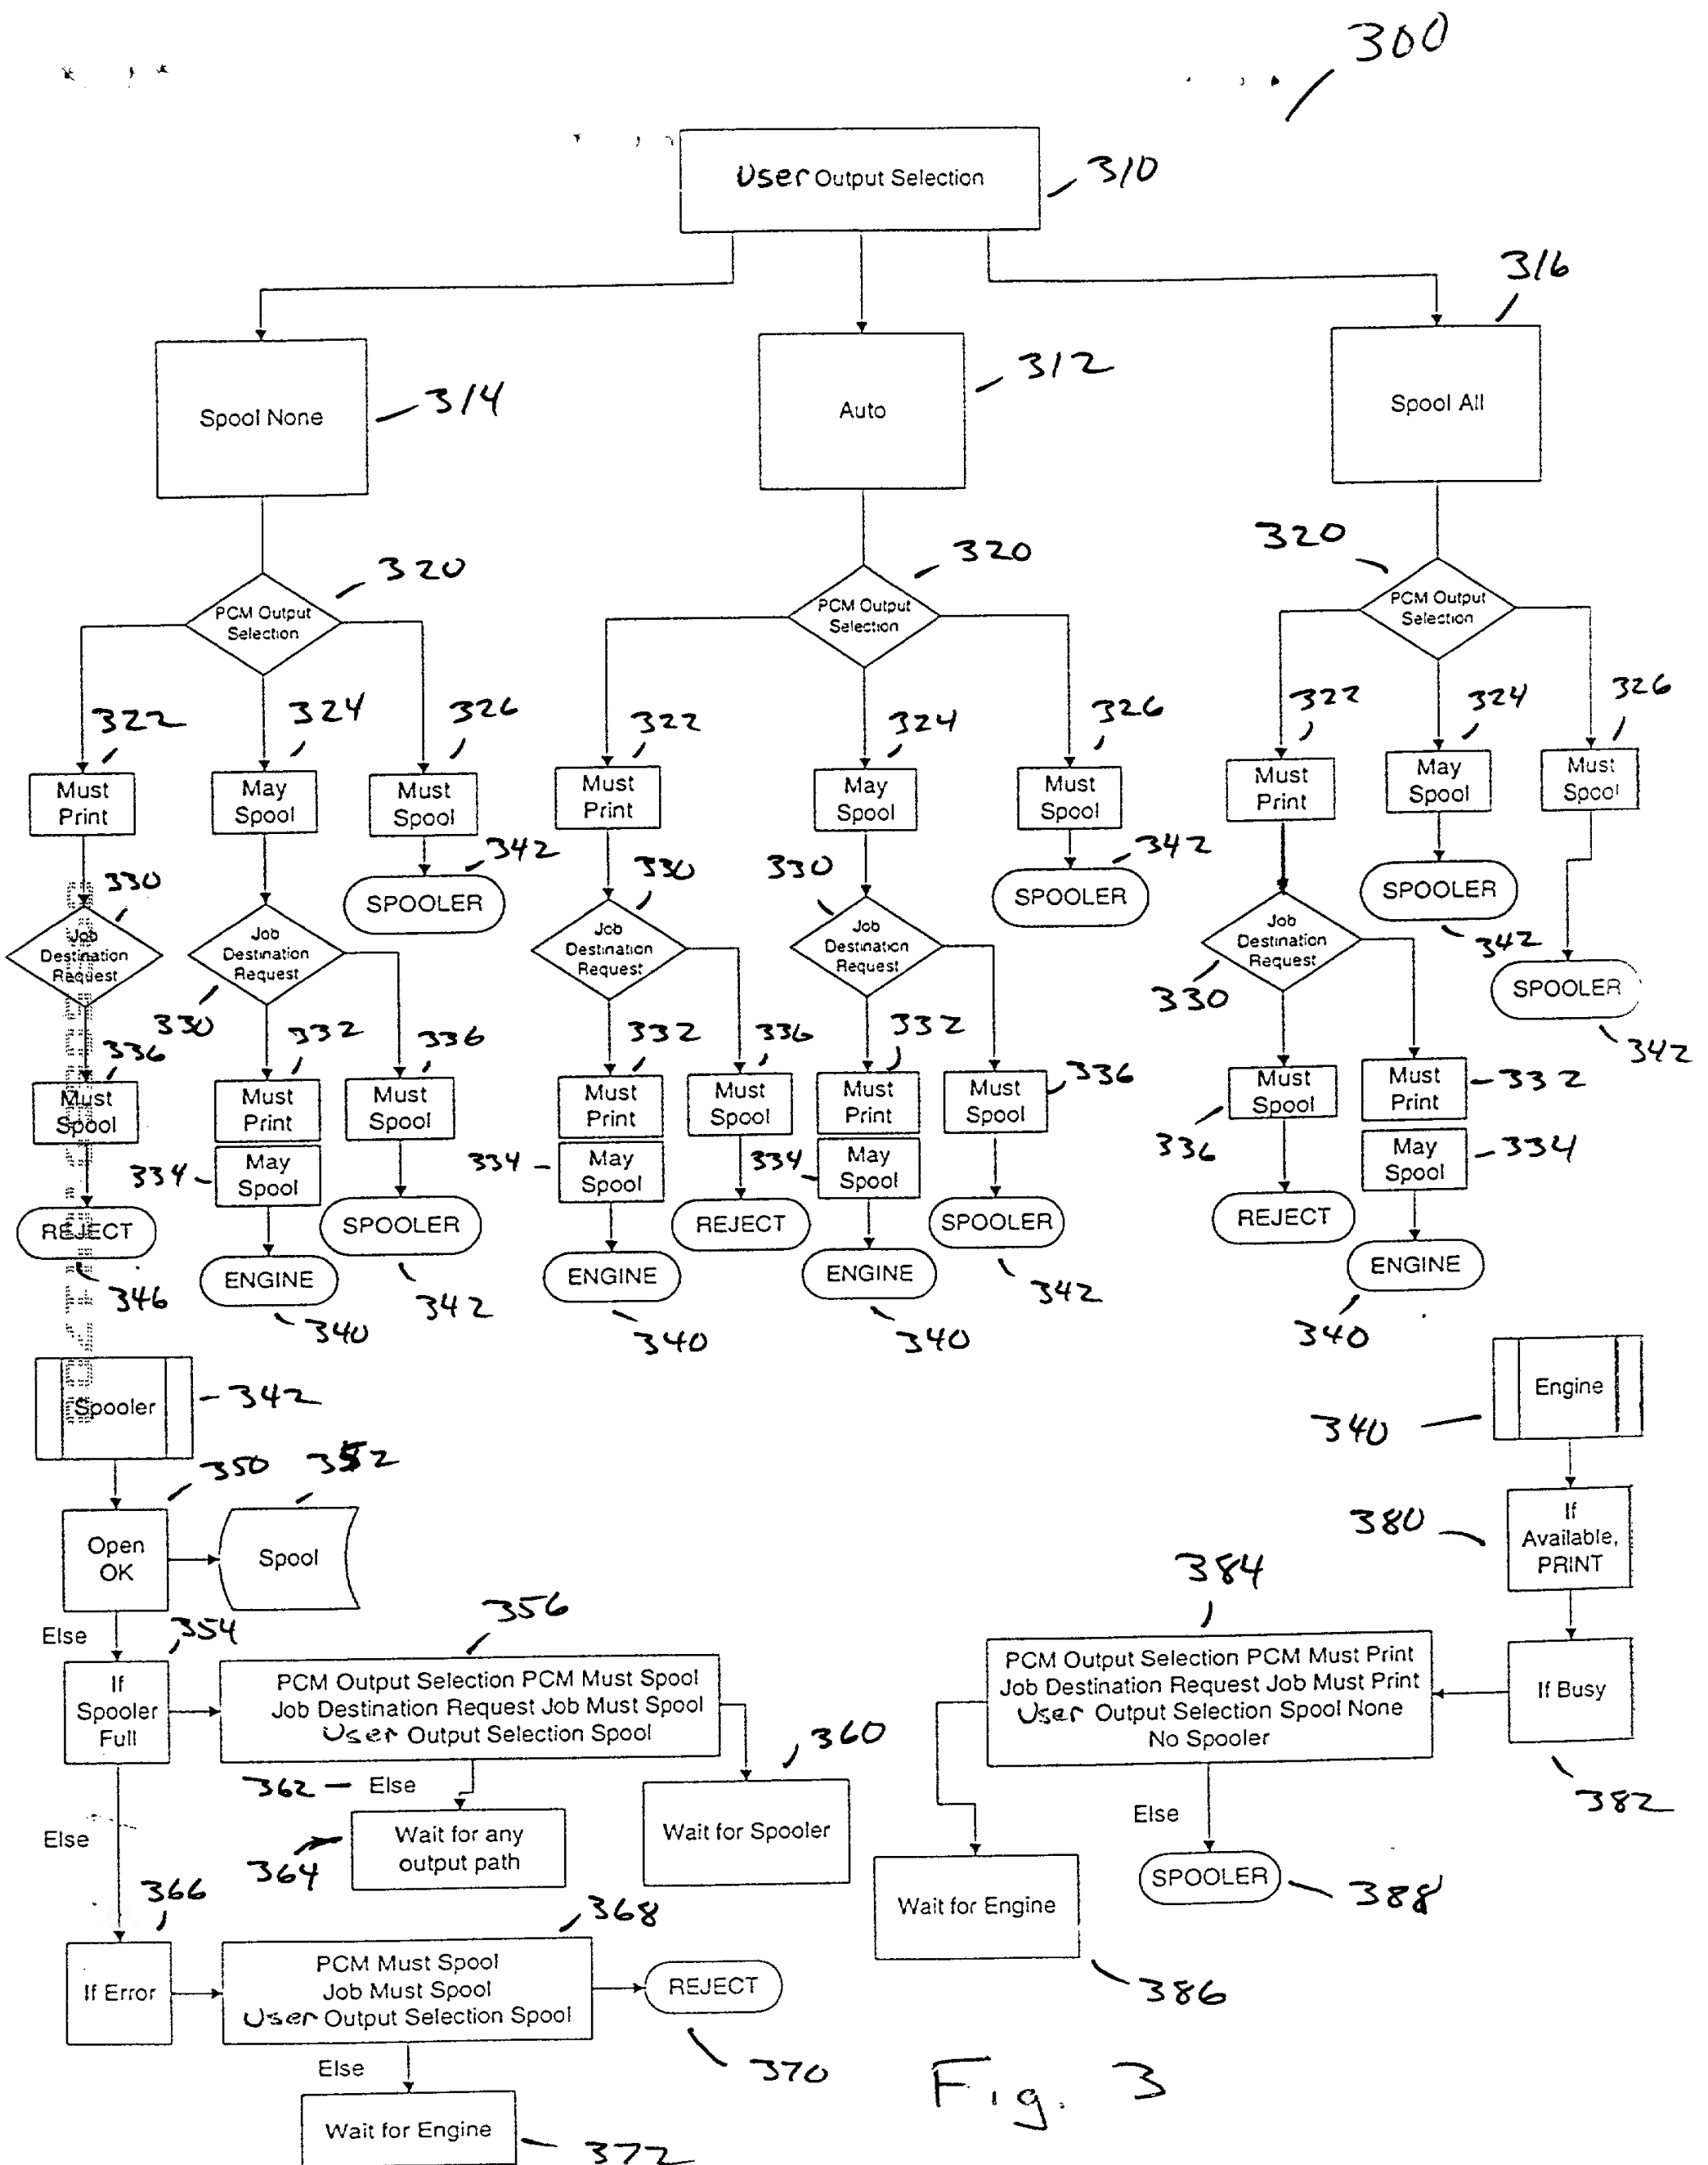 300
User Output Selection
310
316
312
314
Spool None
Auto
Spool All
320
320
320
PCM Output
Selection
PCM Output
Selection
PCM Output
Selection
322
324
326
322
324
326
322
324
326
Must
Print
May
Spool
Must
Spool
Must
Print
May
Spool
Must
Spool
Must
Print
May
Spool
Must
Spool
342
342
SPOOLER
SPOOLER
SPOOLER
342
SPOOLER
342
330
330
330
330
330
Job
Destination
Request
Job
Destination
Request
Job
Destination
Request
Job
Destination
Request
Job
Destination
Request
336
332
336
332
336
332
336
336
332
Must
Spool
Must
Print
Must
Spool
Must
Print
Must
Spool
Must
Print
Must
Spool
Must
Spool
Must
Print
334
May
Spool
334
May
Spool
334
May
Spool
May
Spool
334
REJECT
SPOOLER
REJECT
SPOOLER
REJECT
346
ENGINE
342
ENGINE
ENGINE
342
ENGINE
340
340
340
340
Spooler
342
Engine
340
350
352
Open
OK
Spool
If
Available,
PRINT
380
Else
354
356
384
If
Spooler
Full
PCM Output Selection PCM Must Spool
Job Destination Request Job Must Spool
User Output Selection Spool
PCM Output Selection PCM Must Print
Job Destination Request Job Must Print
User Output Selection Spool None
No Spooler
If Busy
382
362
Else
360
Wait for any
output path
364
Wait for Spooler
Else
Else
SPOOLER
388
Wait for Engine
386
366
368
If Error
PCM Must Spool
Job Must Spool
User Output Selection Spool
REJECT
370
Else
Wait for Engine
372
Fig. 3